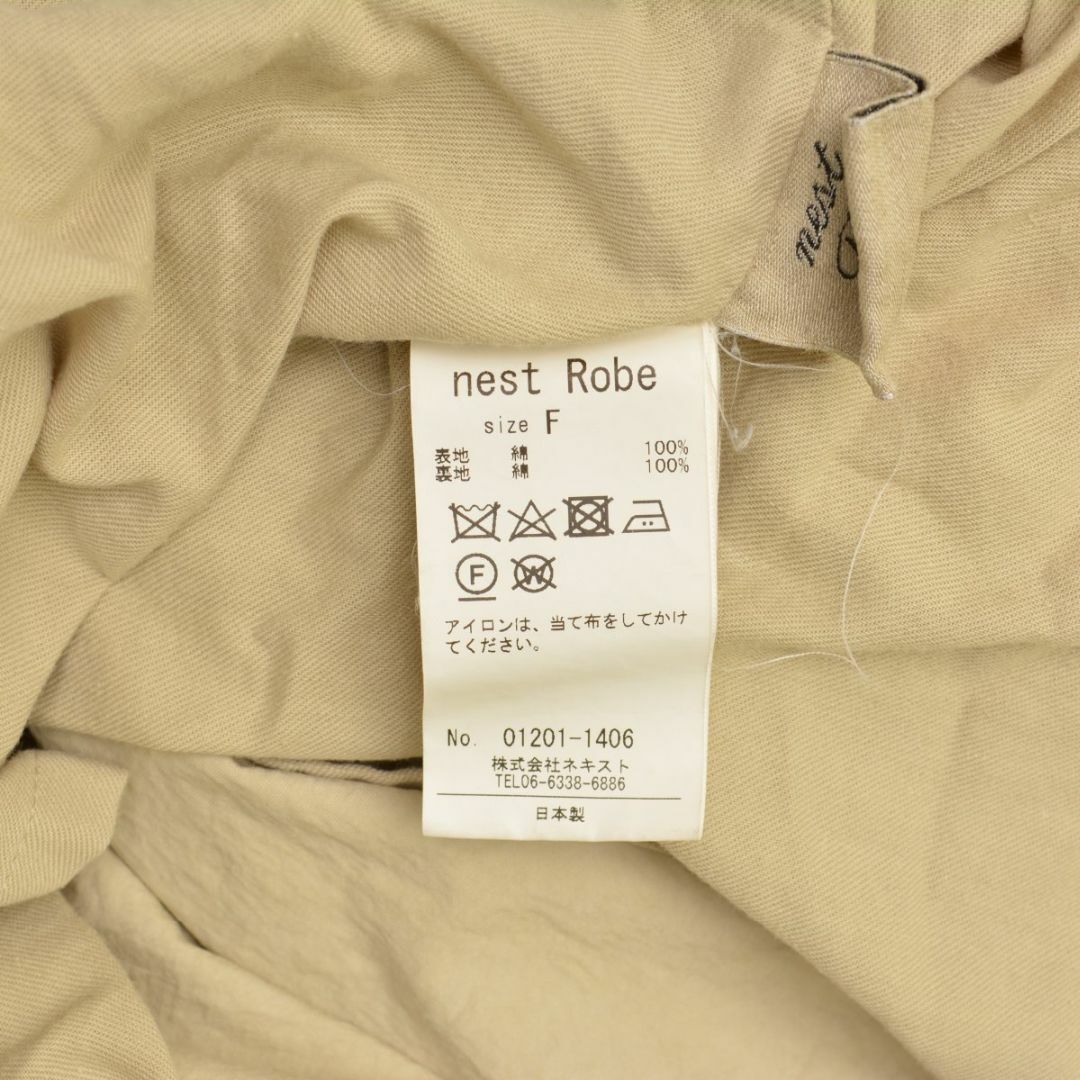 nest
nest Robe
size F
表地 綿 100%
裏地 綿 100%
F
W
アイロンは、当て布をしてかけ
てください。
No. 01201-1406
株式会社ネキスト
TEL06-6338-6886
日本製